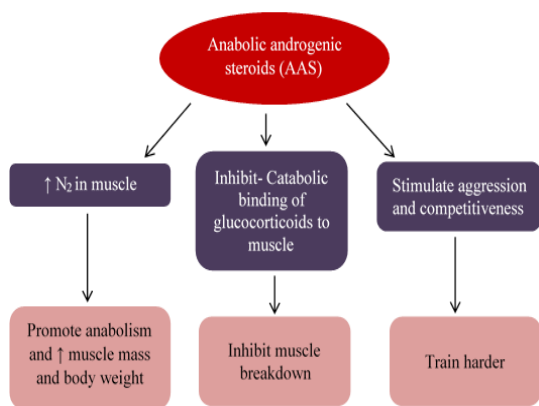 Anabolic androgenic
steroids (AAS)
↑ N₂ in muscle
Inhibit- Catabolic
binding of
glucocorticoids to
muscle
Stimulate aggression
and competitiveness
Promote anabolism
and ↑ muscle mass
and body weight
Inhibit muscle
breakdown
Train harder